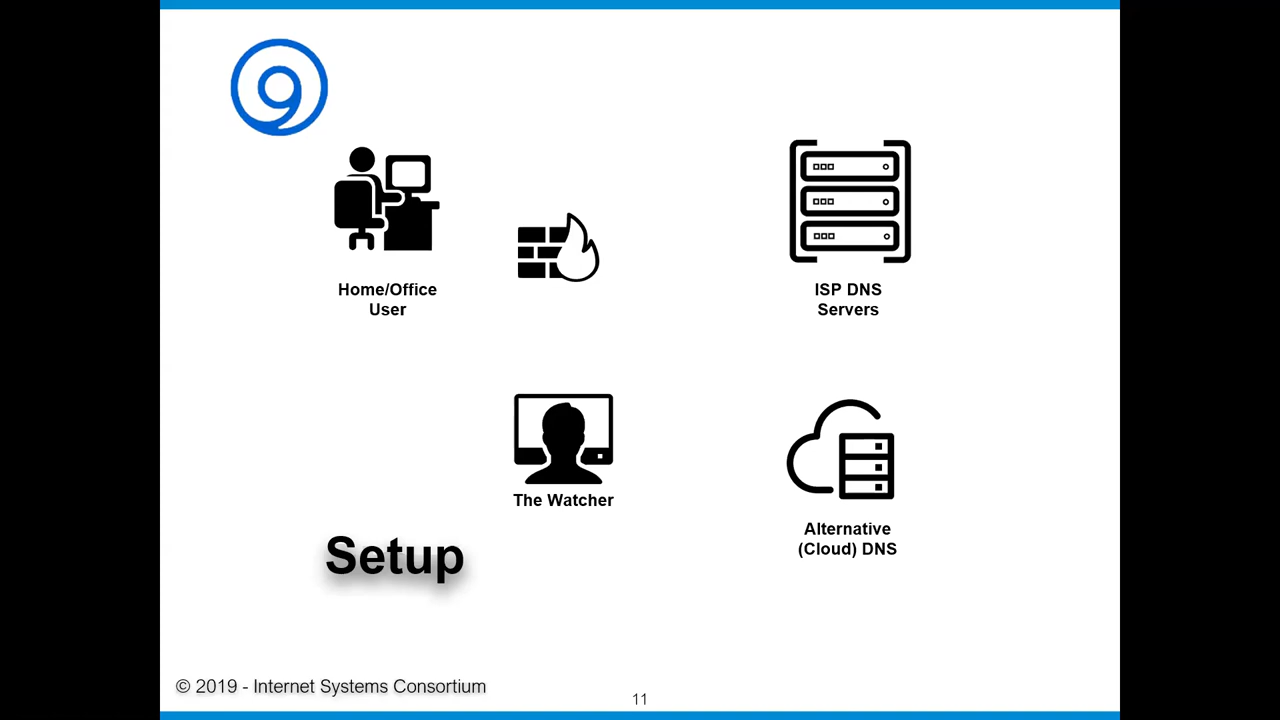 Home/Office
User
ISP DNS
Servers
The Watcher
Alternative
(Cloud) DNS
Setup
© 2019 - Internet Systems Consortium
11